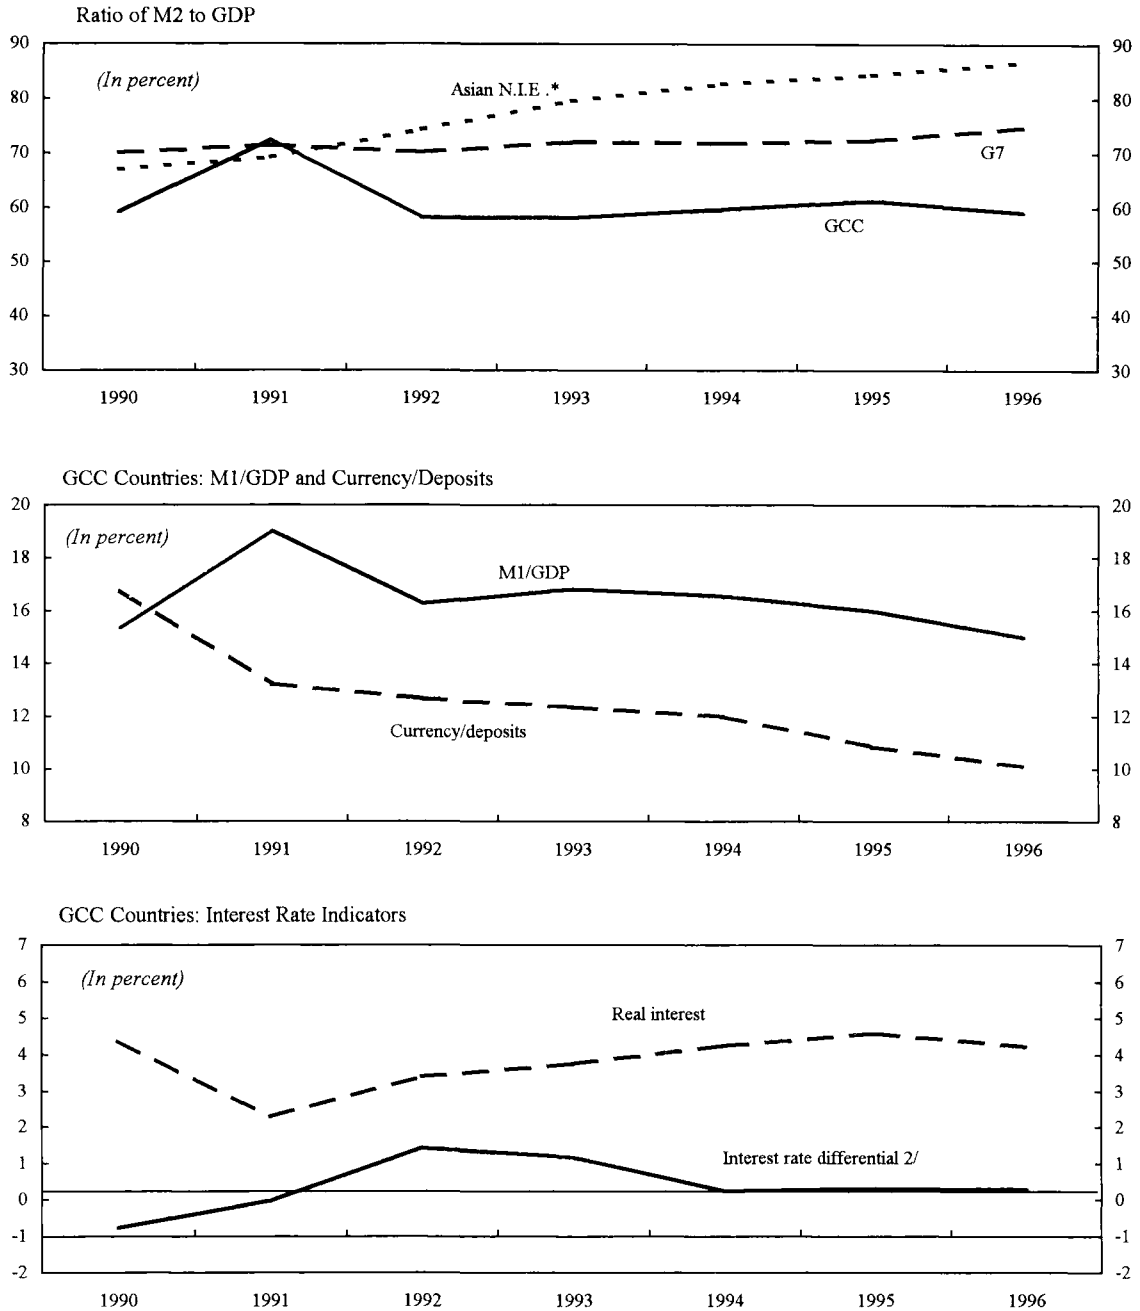 Ratio of M2 to GDP
90 90
(In percent)
Asian N.I.E .*
80 80
70 70
G7
60 60
GCC
50 50
40 40
30 30
1990 1991 1992 1993 1994 1995 1996
GCC Countries: M1/GDP and Currency/Deposits
20 20
(In percent)
18 18
M1/GDP
16 16
14 14
12 12
Currency/deposits
10 10
8 8
1990 1991 1992 1993 1994 1995 1996
GCC Countries: Interest Rate Indicators
7 7
(In percent)
6 6
Real interest
5 5
4 4
3 3
2 2
Interest rate differential 2/
1 1
0 0
-1 -1
-2 -2
1990 1991 1992 1993 1994 1995 1996